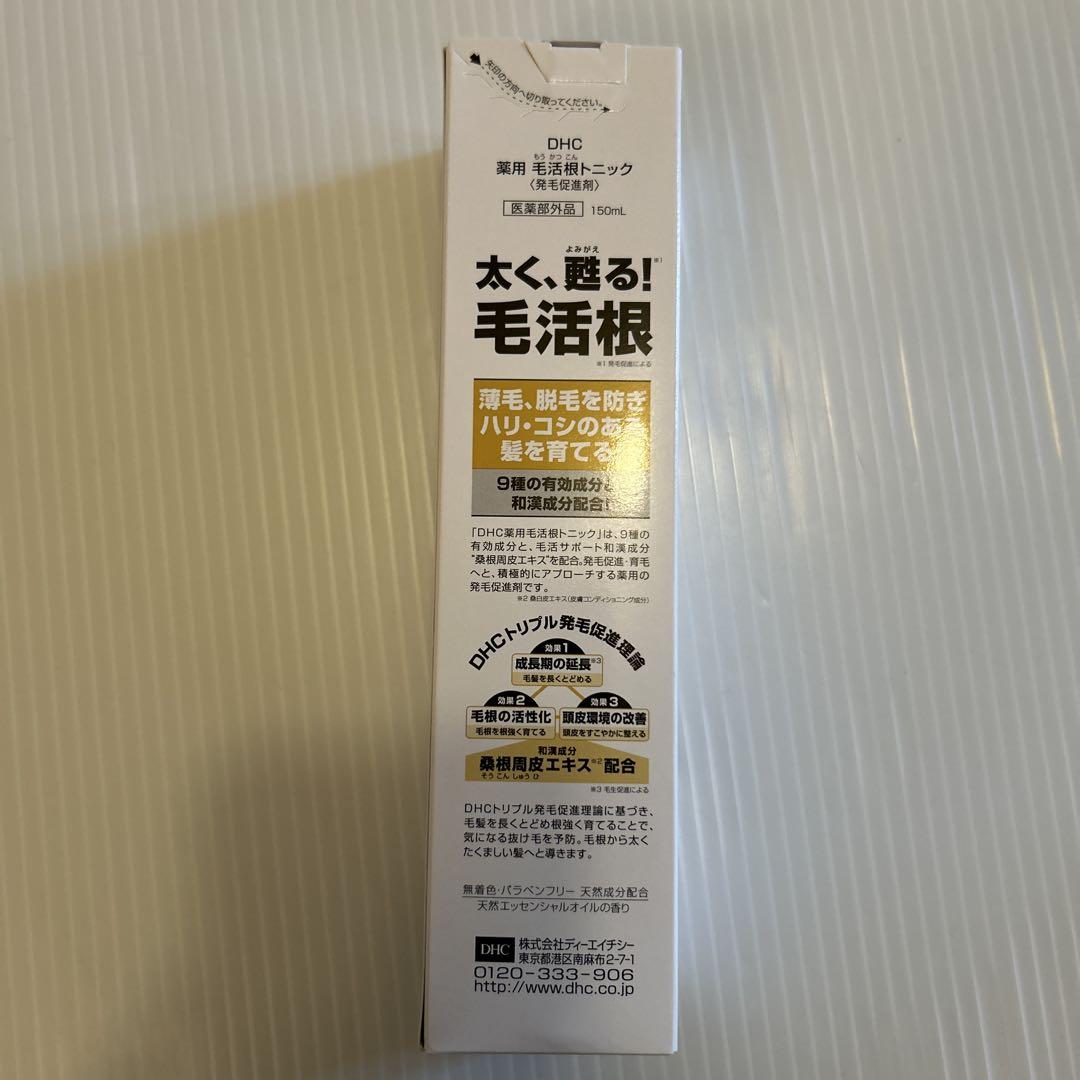 矢印の方向へ切り取ってください。
DHC
もう かつ こん
薬用 毛活根トニック
〈発毛促進剤〉
医薬部外品 150mL
よみがえ
太く、甦る!※1
毛活根
※1 発毛促進による
薄毛、脱毛を防ぎ
ハリ・コシのある
髪を育てる
9種の有効成分と
和漢成分配合!
「DHC薬用毛活根トニック」は、9種の
有効成分と、毛活サポート和漢成分
"桑根周皮エキス"を配合。発毛促進・育毛
へと、積極的にアプローチする薬用の
発毛促進剤です。
※2 桑白皮エキス(皮膚コンディショニング成分)
DHCトリプル発毛促進理論
効果1
成長期の延長※3
毛髪を長くとどめる
効果2 効果3
毛根の活性化 頭皮環境の改善
毛根を根強く育てる 頭皮をすこやかに整える
和漢成分
桑根周皮エキス※2配合
そう こん しゅう ひ
※3 毛生促進による
DHCトリプル発毛促進理論に基づき、
毛髪を長くとどめ根強く育てることで、
気になる抜け毛を予防。毛根から太く
たくましい髪へと導きます。
無着色・パラベンフリー 天然成分配合
天然エッセンシャルオイルの香り
DHC 株式会社ディーエイチシー
東京都港区南麻布2-7-1
0120-333-906
http://www.dhc.co.jp